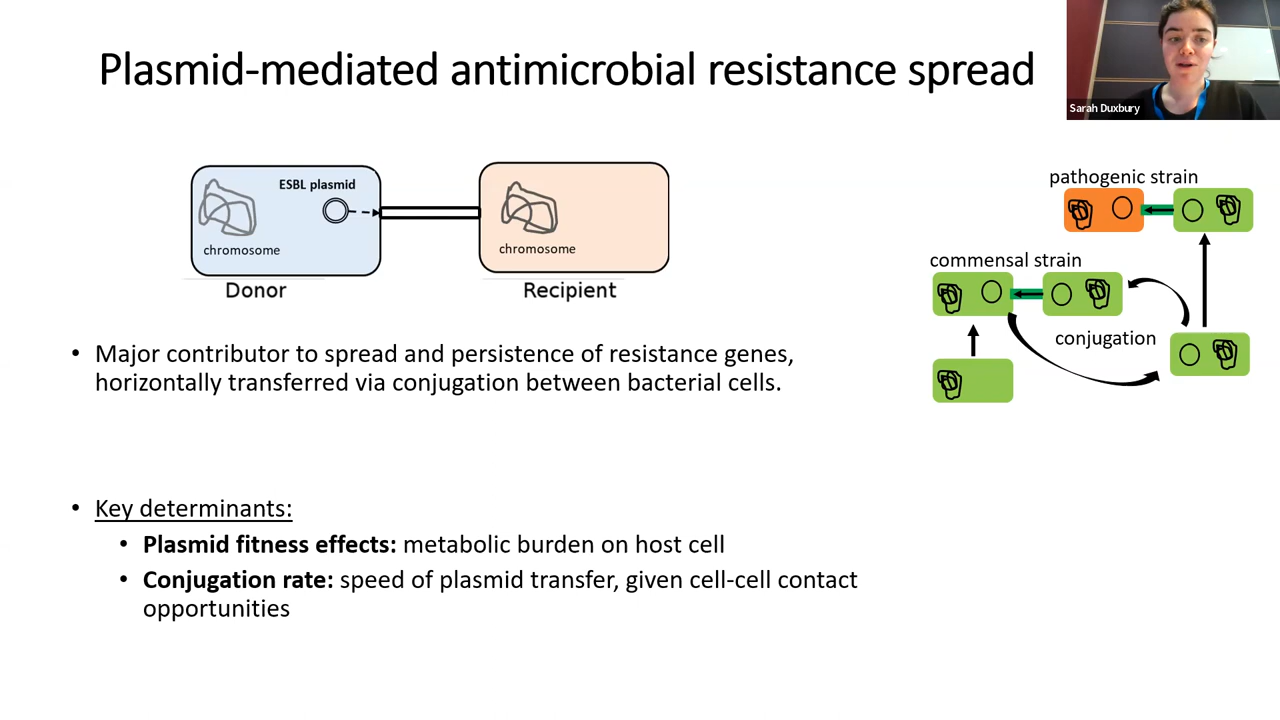 Plasmid-mediated antimicrobial resistance spread
Sarah Duxbury
ESBL plasmid
chromosome
chromosome
Donor
Recipient
pathogenic strain
commensal strain
conjugation
• Major contributor to spread and persistence of resistance genes,
horizontally transferred via conjugation between bacterial cells.
• Key determinants:
• Plasmid fitness effects: metabolic burden on host cell
• Conjugation rate: speed of plasmid transfer, given cell-cell contact
opportunities